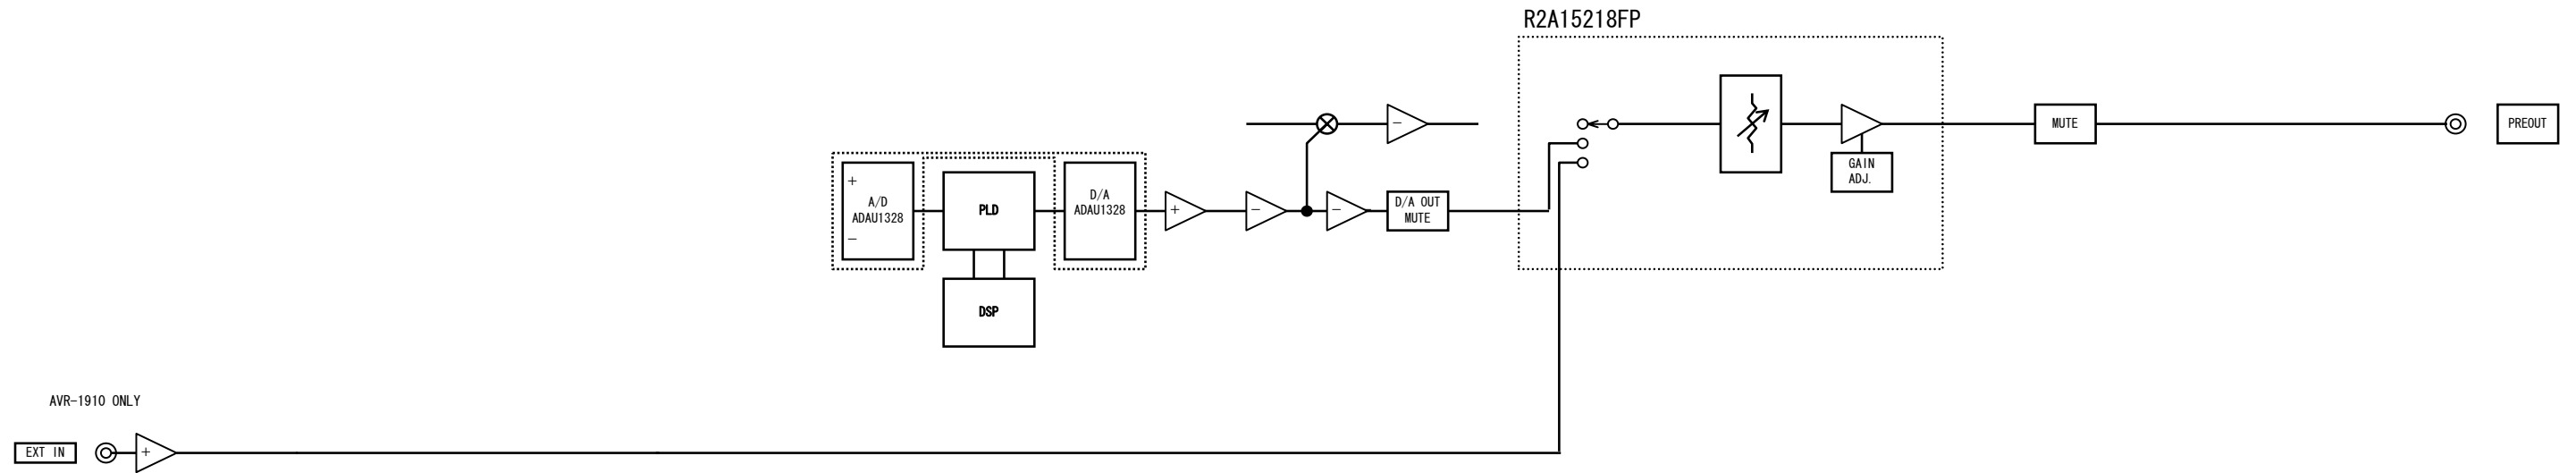 R2A15218FP
MUTE
PREOUT
GAIN
ADJ.
+
A/D
ADAU1328
−
PLD
D/A
ADAU1328
+
−
−
−
D/A OUT
MUTE
DSP
AVR-1910 ONLY
EXT IN
+